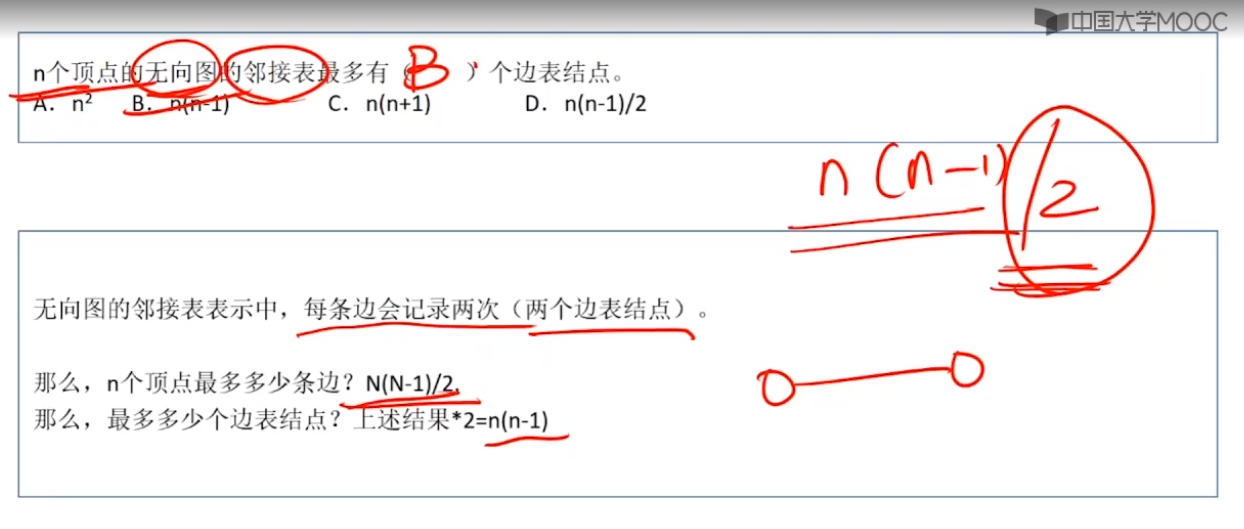 中国大学MOOC
n个顶点的无向图的邻接表最多有（ B ）个边表结点。
A. n² B. n(n-1) C. n(n+1) D. n(n-1)/2
n(n-1)/2
无向图的邻接表表示中，每条边会记录两次（两个边表结点）。
那么，n个顶点最多多少条边？N(N-1)/2,
那么，最多多少个边表结点？上述结果*2=n(n-1)